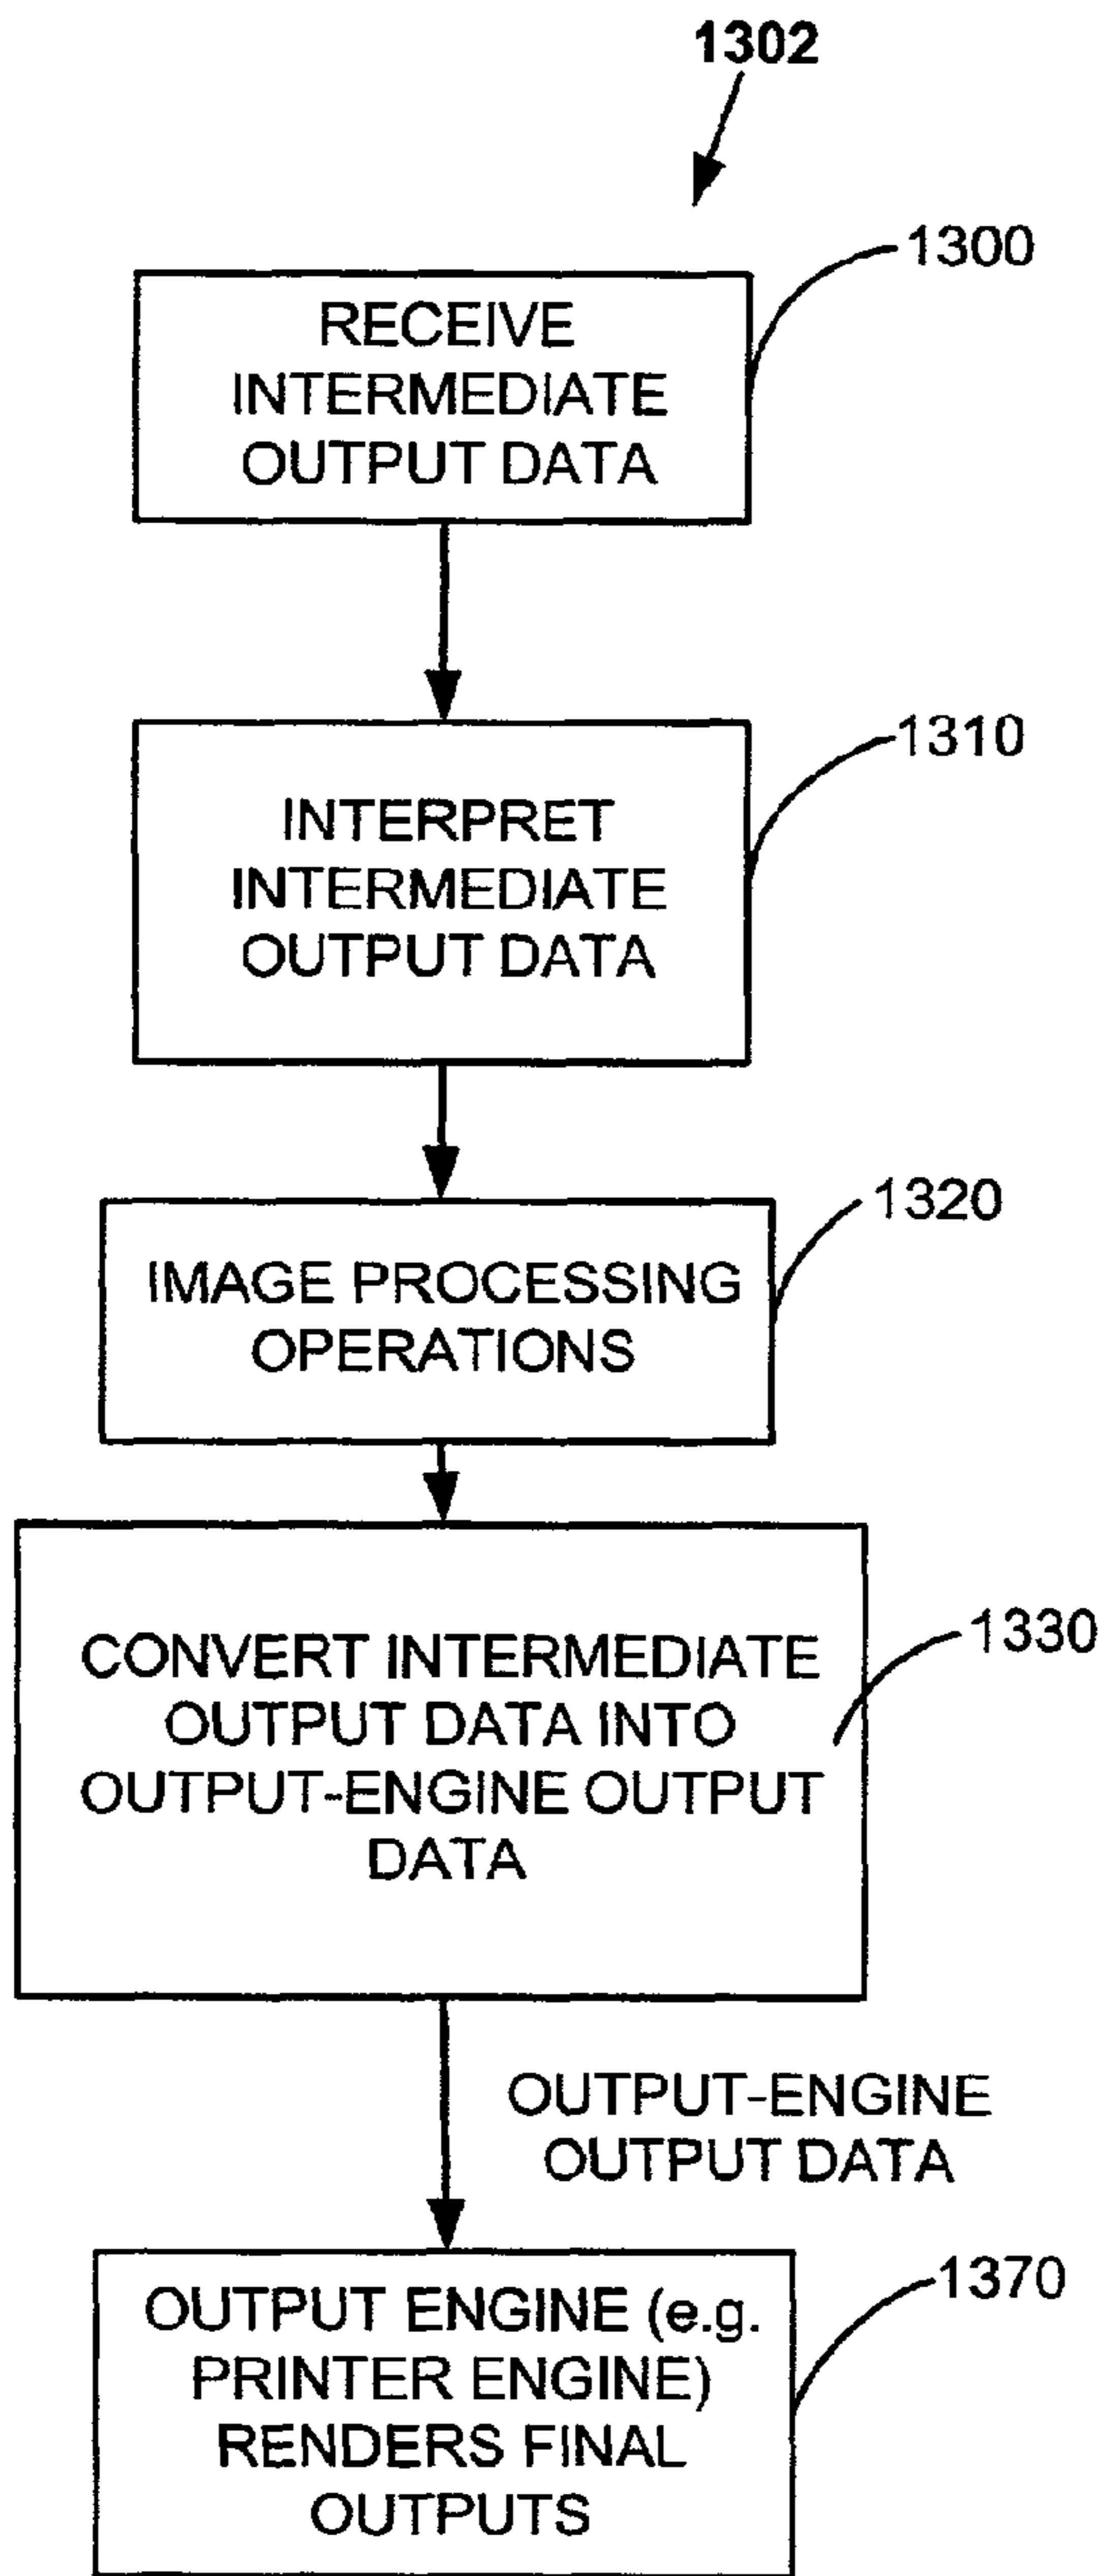 1302
1300
RECEIVE
INTERMEDIATE
OUTPUT DATA
1310
INTERPRET
INTERMEDIATE
OUTPUT DATA
1320
IMAGE PROCESSING
OPERATIONS
1330
CONVERT INTERMEDIATE
OUTPUT DATA INTO
OUTPUT-ENGINE OUTPUT
DATA
OUTPUT-ENGINE
OUTPUT DATA
1370
OUTPUT ENGINE (e.g.
PRINTER ENGINE)
RENDERS FINAL
OUTPUTS